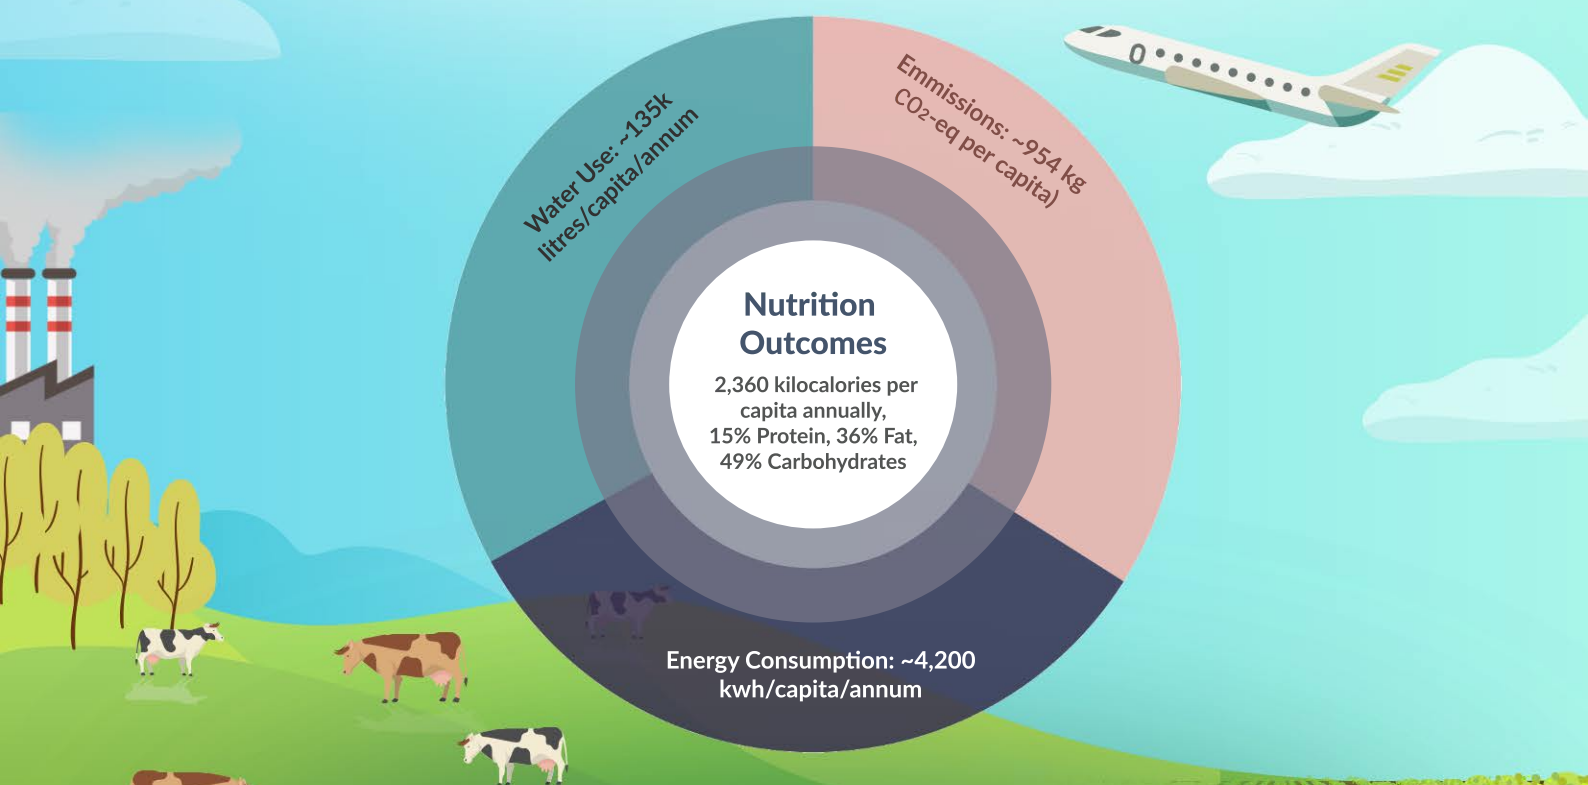 Water Use: ~135k
litres/capita/annum
Emmissions: ~954 kg
CO₂-eq per capita)
Nutrition
Outcomes
2,360 kilocalories per
capita annually,
15% Protein, 36% Fat,
49% Carbohydrates
Energy Consumption: ~4,200
kwh/capita/annum